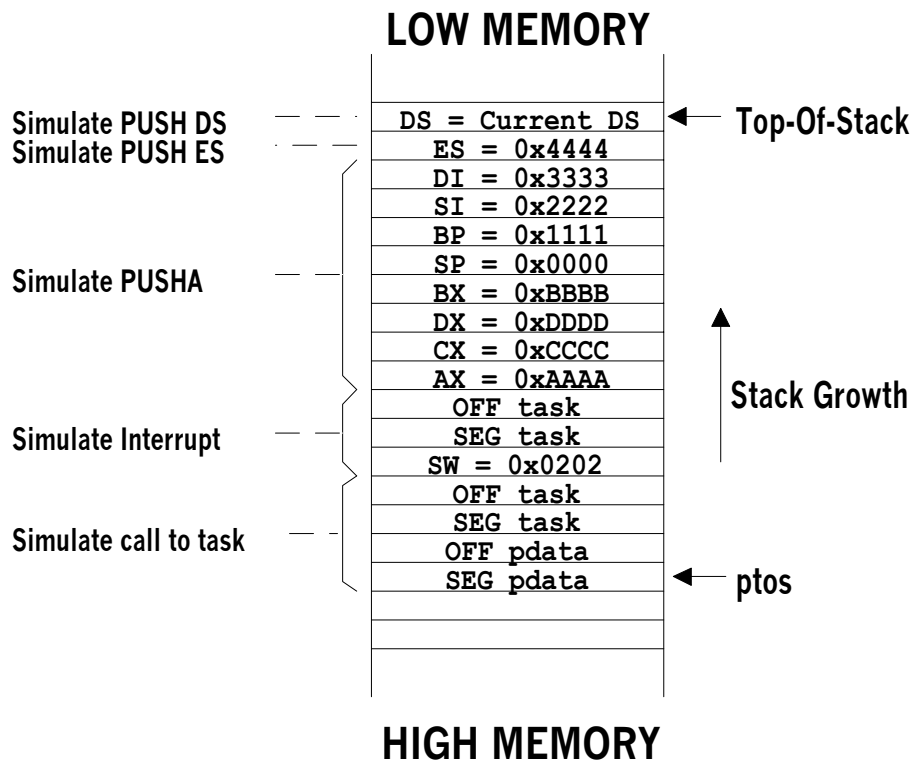 LOW MEMORY
Simulate PUSH DS
DS = Current DS
Top-Of-Stack
Simulate PUSH ES
ES = 0x4444
DI = 0x3333
SI = 0x2222
BP = 0x1111
Simulate PUSHA
SP = 0x0000
BX = 0xBBBB
DX = 0xDDDD
CX = 0xCCCC
AX = 0xAAAA
Stack Growth
OFF task
Simulate Interrupt
SEG task
SW = 0x0202
OFF task
SEG task
Simulate call to task
OFF pdata
SEG pdata
ptos
HIGH MEMORY